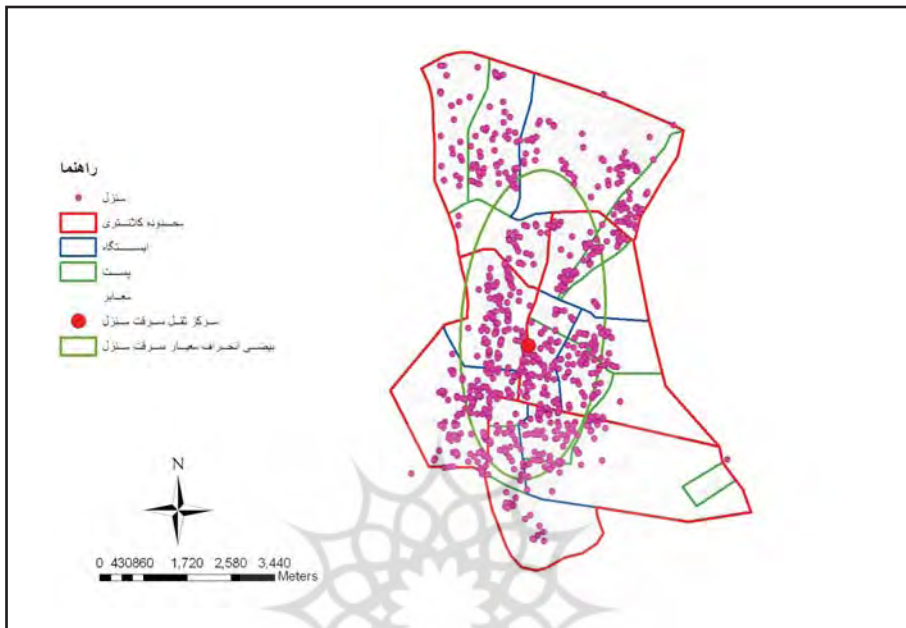 راهنما
منزل
محدوده کلانتری
ایستگاه
پست
معابر
مرکز ثقل سرقت منزل
بیضی انحراف معیار سرقت منزل
N
0 430860 1,720 2,580 3,440
Meters